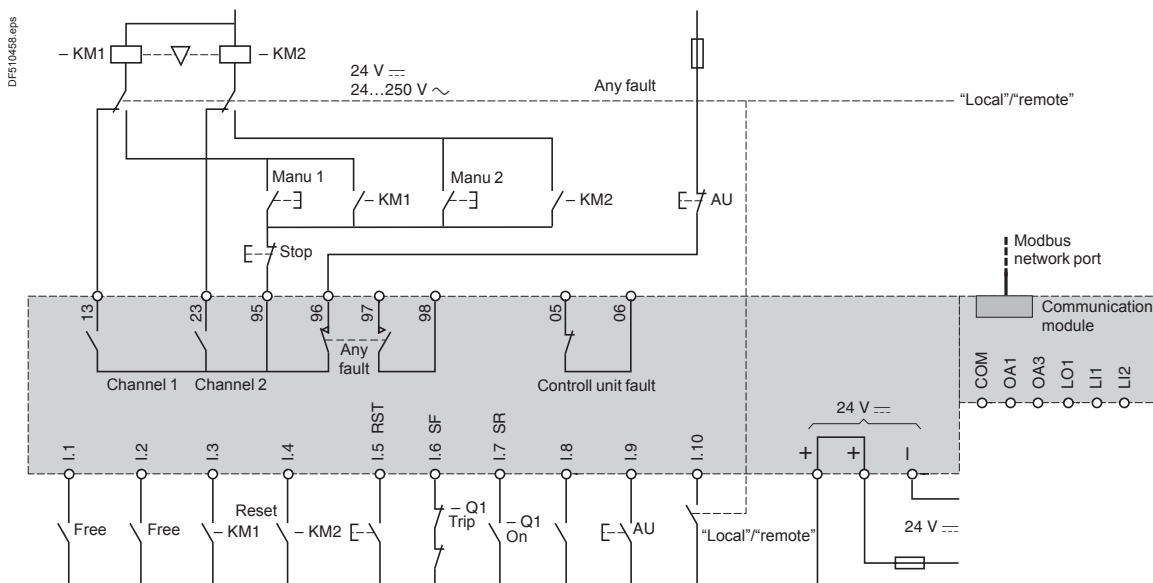 DF510458.eps
– KM1
– KM2
24 V ⎓
24...250 V ∿
Any fault
“Local”/“remote”
Manu 1
– KM1
Manu 2
– KM2
AU
Stop
Modbus
network port
13
23
95
96
97
98
05
06
Communication
module
Channel 1
Channel 2
Any
fault
Controll unit fault
COM
OA1
OA3
LO1
LI1
LI2
24 V ⎓
I.1
I.2
I.3
I.4
I.5 RST
I.6 SF
I.7 SR
I.8
I.9
I.10
+
+
–
Free
Free
– KM1
Reset
– KM2
– Q1
Trip
– Q1
On
AU
“Local”/“remote”
24 V ⎓